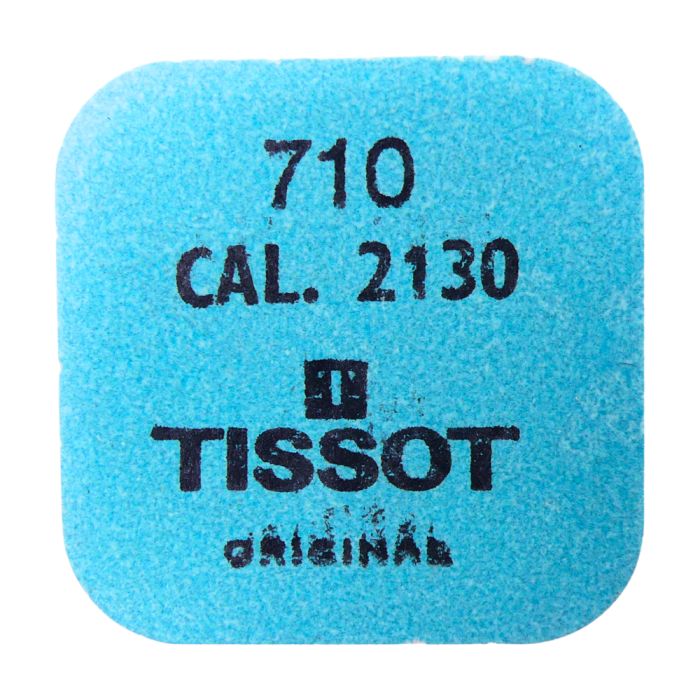 710
CAL. 2130
TISSOT
ORIGINAL